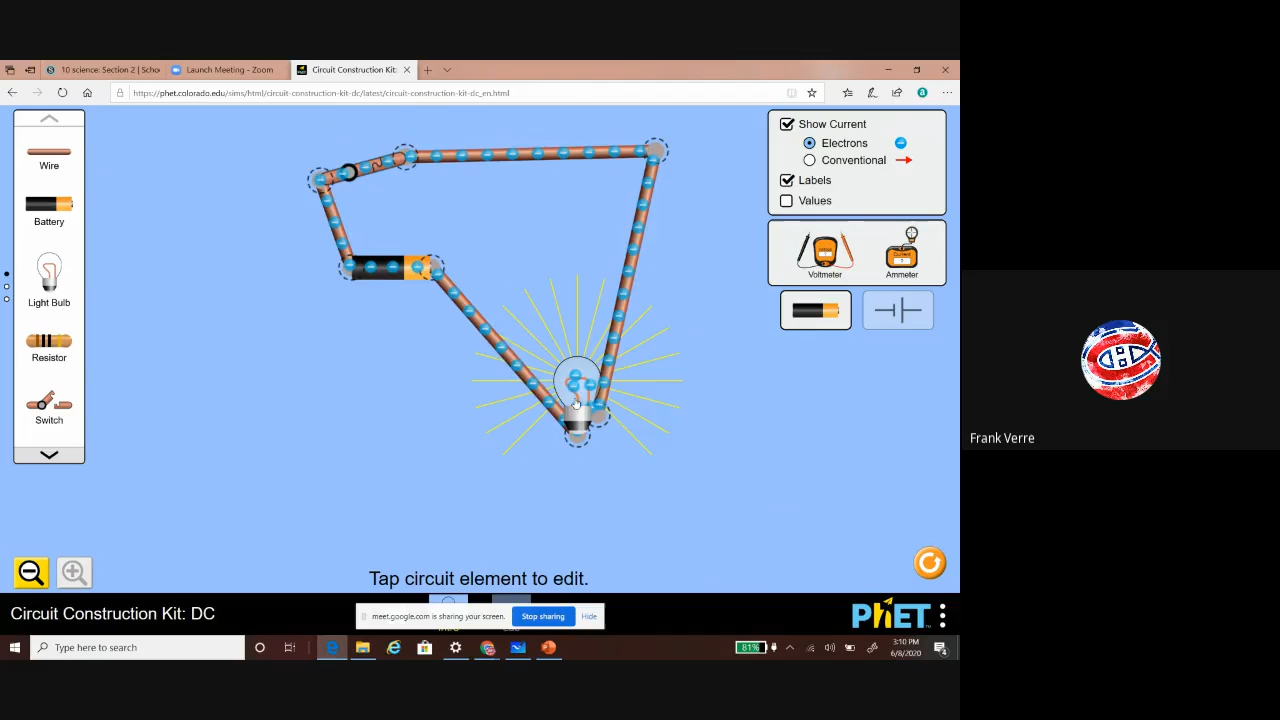 10 science: Section 2 | Scho
Launch Meeting - Zoom
Circuit Construction Kit:
https://phet.colorado.edu/sims/html/circuit-construction-kit-dc/latest/circuit-construction-kit-dc_en.html
Wire
Battery
Light Bulb
Resistor
Switch
Show Current
Electrons
Conventional
Labels
Values
Voltmeter
Ammeter
Current
?
Tap circuit element to edit.
Circuit Construction Kit: DC
PhET
meet.google.com is sharing your screen.
Stop sharing
Hide
Type here to search
81%
3:10 PM
6/8/2020
4
Frank Verre